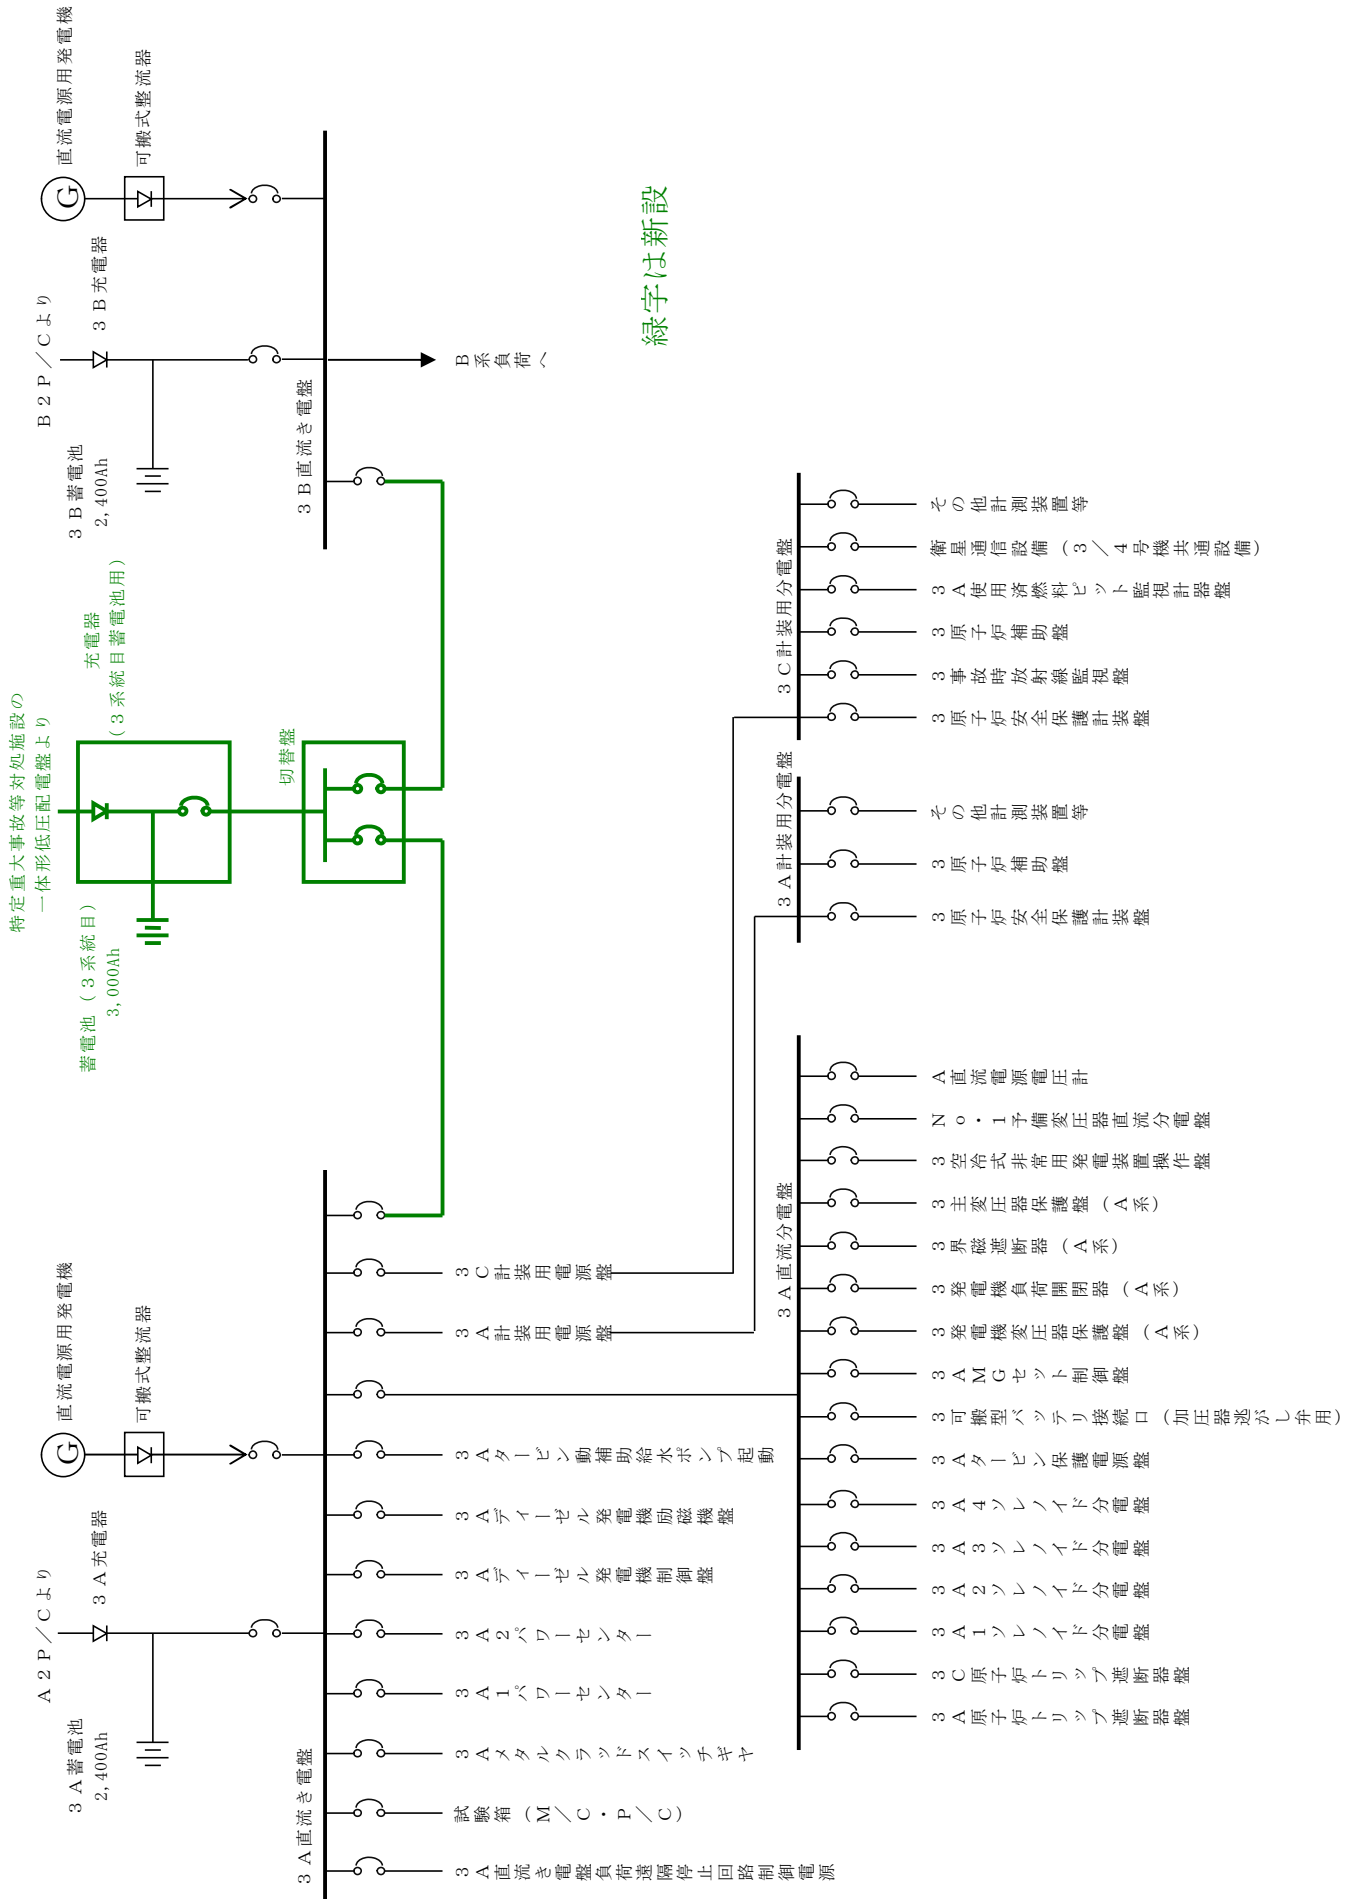 A2P／Cより
3A充電器
3A蓄電池
2,400Ah
直流電源用発電機
可搬式整流器
3A直流き電盤
特定重大事故等対処施設の
一体形低圧配電盤より
充電器
（3系統目蓄電池用）
蓄電池（3系統目）
3,000Ah
切替盤
B2P／Cより
3B充電器
3B蓄電池
2,400Ah
直流電源用発電機
可搬式整流器
3B直流き電盤
B系負荷へ
緑字は新設
3A直流き電盤負荷遠隔停止回路制御電源
試験箱（M／C・P／C）
3Aメタルクラッドスイッチギヤ
3A1パワーセンター
3A2パワーセンター
3Aディーゼル発電機制御盤
3Aディーゼル発電機励磁機盤
3Aタービン動補助給水ポンプ起動
3A計装用電源盤
3C計装用電源盤
3A直流分電盤
3A原子炉トリップ遮断器盤
3C原子炉トリップ遮断器盤
3A1ソレノイド分電盤
3A2ソレノイド分電盤
3A3ソレノイド分電盤
3A4ソレノイド分電盤
3Aタービン保護電源盤
3可搬型バッテリ接続口（加圧器逃がし弁用）
3AMGセット制御盤
3発電機変圧器保護盤（A系）
3発電機負荷開閉器（A系）
3界磁遮断器（A系）
3主変圧器保護盤（A系）
3空冷式非常用発電装置操作盤
No・1予備変圧器直流分電盤
A直流電源電圧計
3A計装用分電盤
3原子炉安全保護計装盤
3原子炉補助盤
その他計測装置等
3C計装用分電盤
3原子炉安全保護計装盤
3事故時放射線監視盤
3原子炉補助盤
3A使用済燃料ピット監視計器盤
衛星通信設備（3／4号機共通設備）
その他計測装置等
G
G